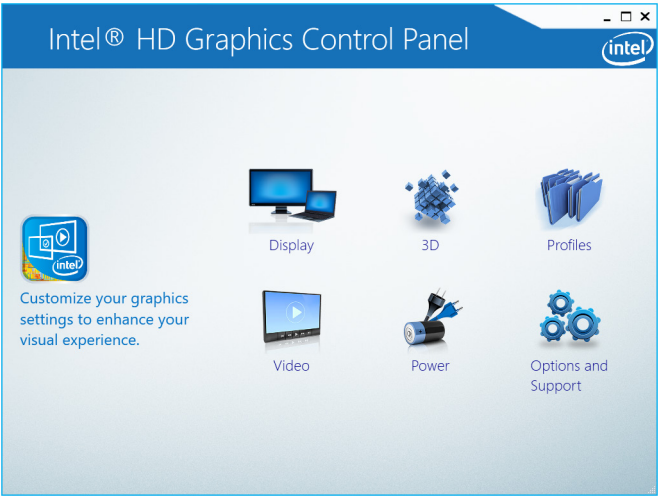 Intel® HD Graphics Control Panel
intel
Display
3D
Profiles
intel
Customize your graphics
settings to enhance your
visual experience.
Video
Power
Options and
Support